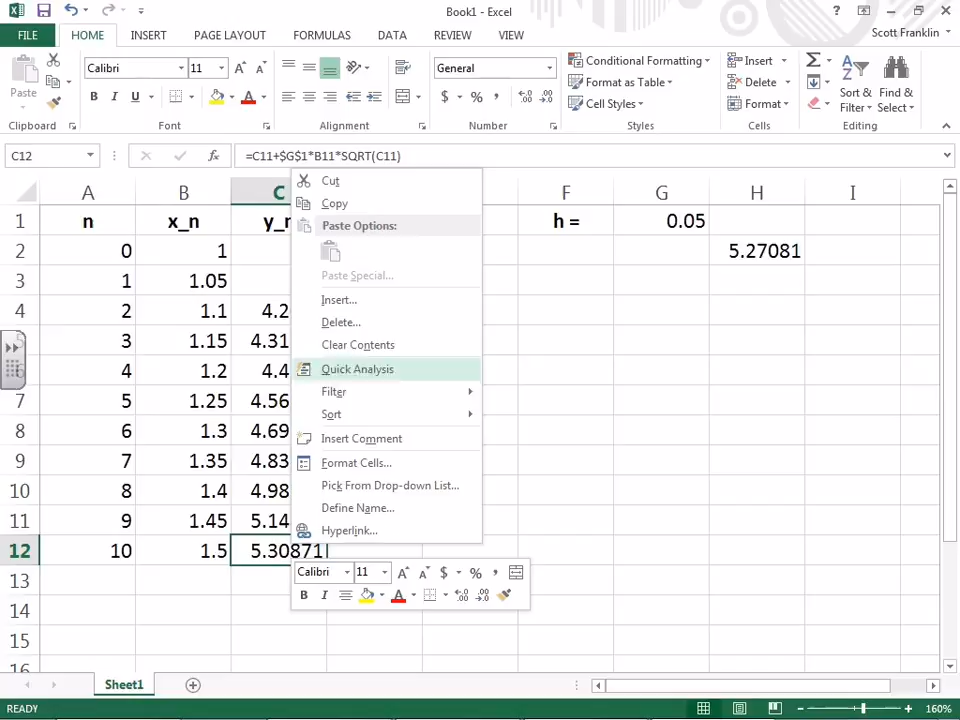 Book1 - Excel
FILE HOME INSERT PAGE LAYOUT FORMULAS DATA REVIEW VIEW Scott Franklin
Paste
Calibri 11
General
Conditional Formatting
Format as Table
Cell Styles
Insert
Delete
Format
Sort & Filter
Find & Select
Clipboard Font Alignment Number Styles Cells Editing
C12 fx =C11+$G$1*B11*SQRT(C11)
A B C F G H I
1 n x_n y_n h = 0.05
2 0 1 5.27081
3 1 1.05
4 2 1.1 4.2
3 1.15 4.31
4 1.2 4.4
7 5 1.25 4.56
8 6 1.3 4.69
9 7 1.35 4.83
10 8 1.4 4.98
11 9 1.45 5.14
12 10 1.5 5.30871
13
14
15
16
Cut
Copy
Paste Options:
Paste Special...
Insert...
Delete...
Clear Contents
Quick Analysis
Filter
Sort
Insert Comment
Format Cells...
Pick From Drop-down List...
Define Name...
Hyperlink...
Calibri 11 A A $ % ,
B I A
Sheet1
READY 160%